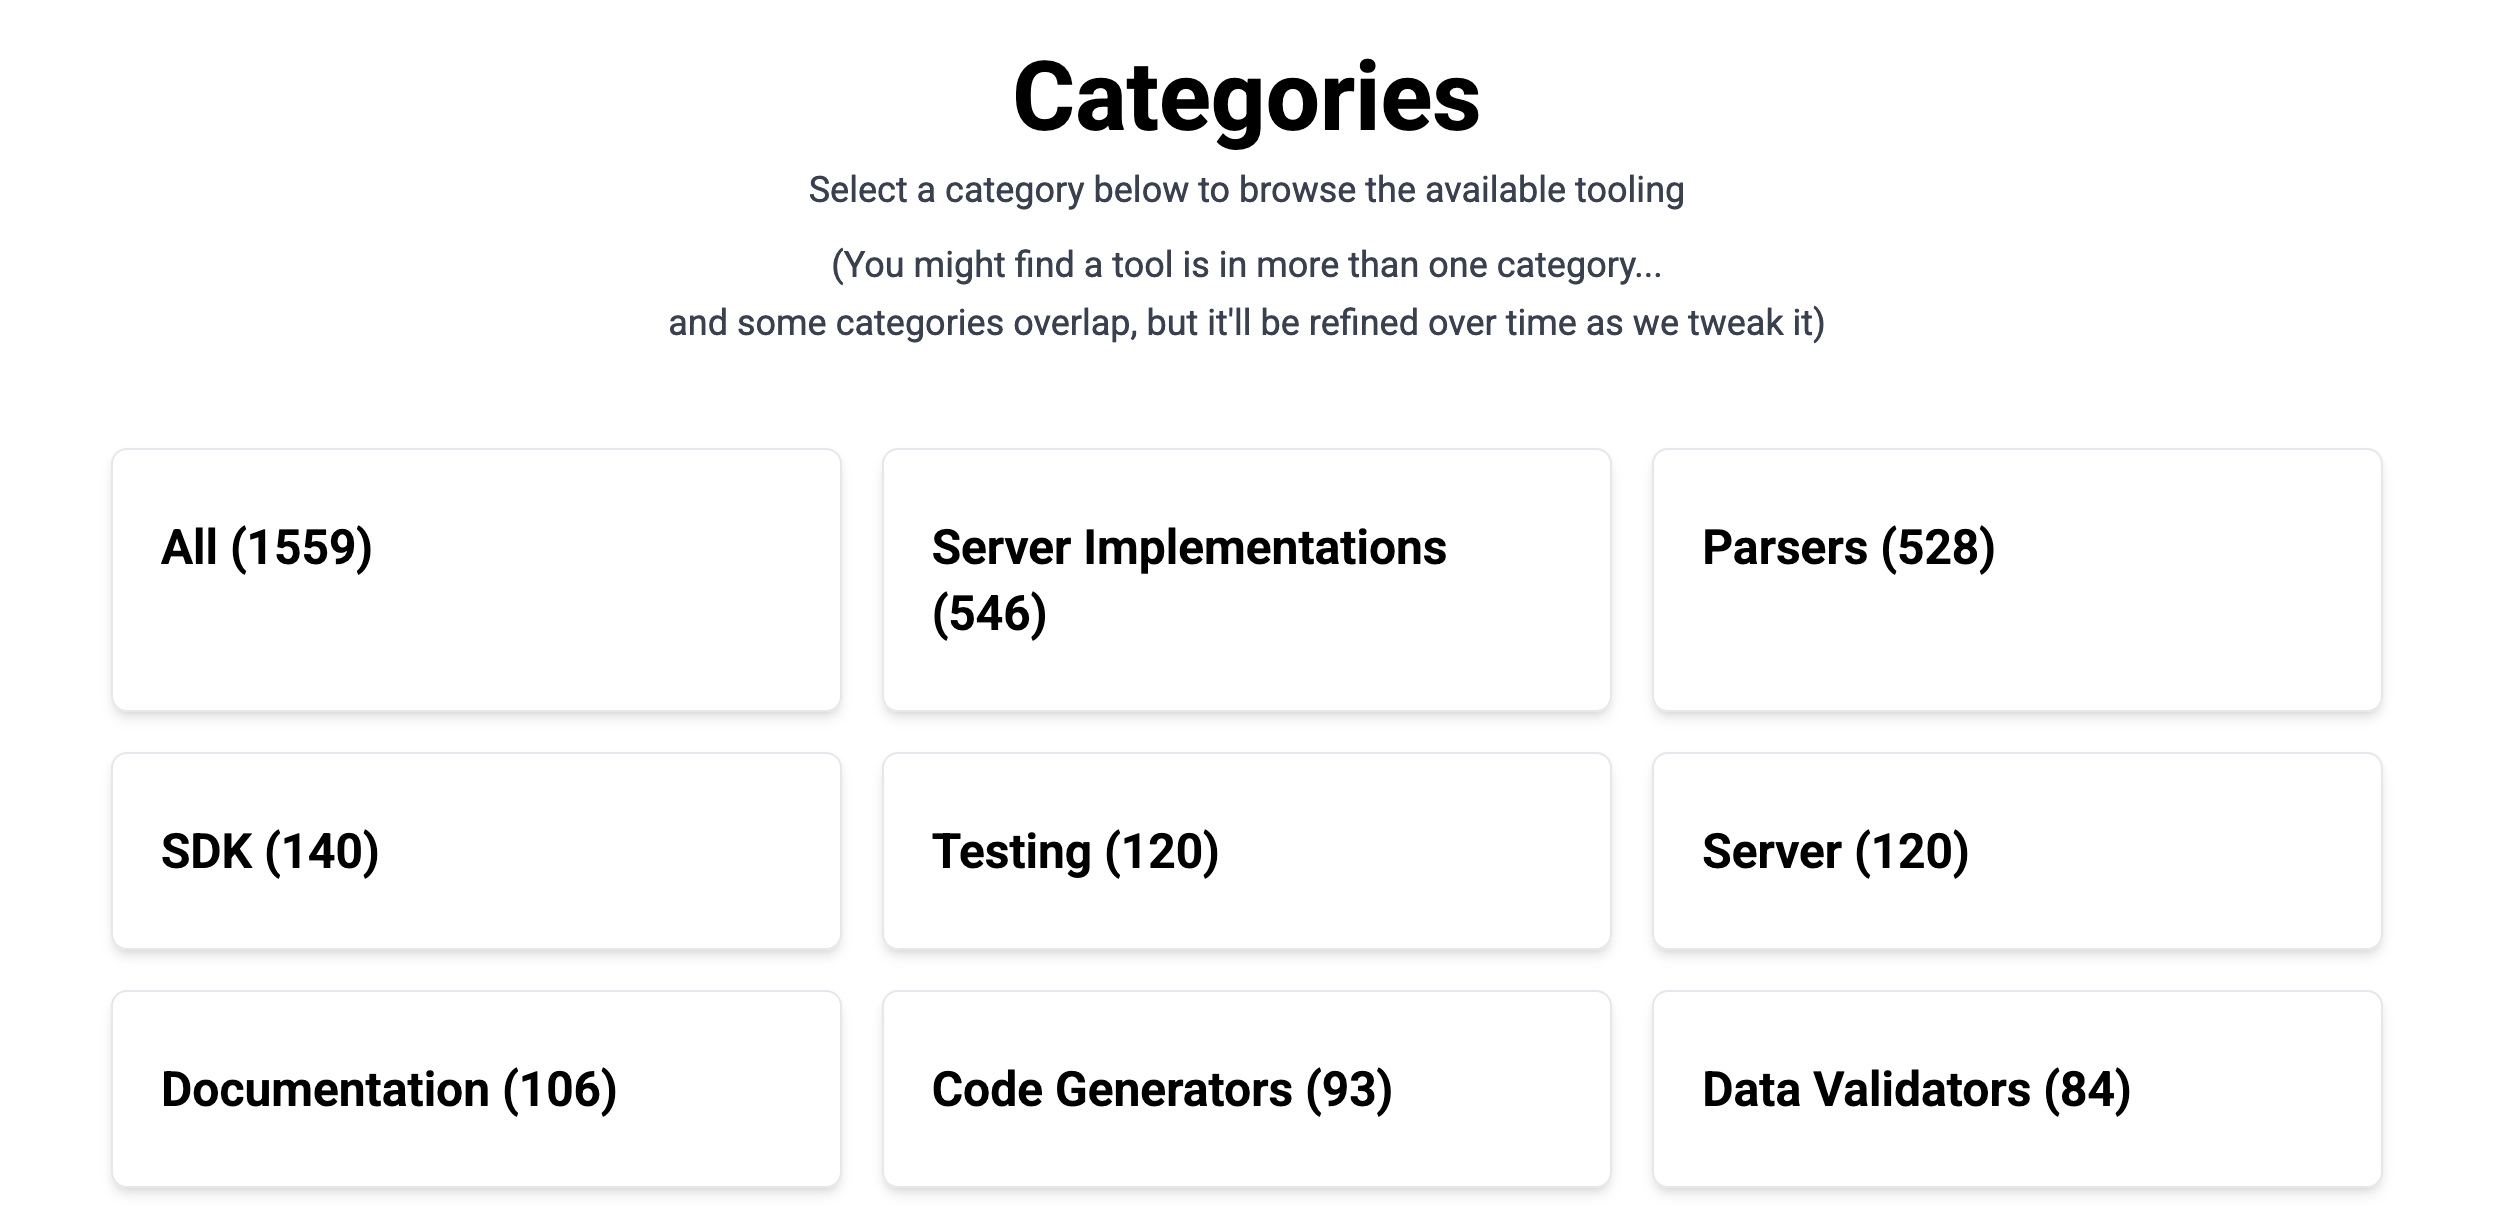 Categories
Select a category below to browse the available tooling
(You might find a tool is in more than one category...
and some categories overlap, but it'll be refined over time as we tweak it)
All (1559)
Server Implementations
(546)
Parsers (528)
SDK (140)
Testing (120)
Server (120)
Documentation (106)
Code Generators (93)
Data Validators (84)